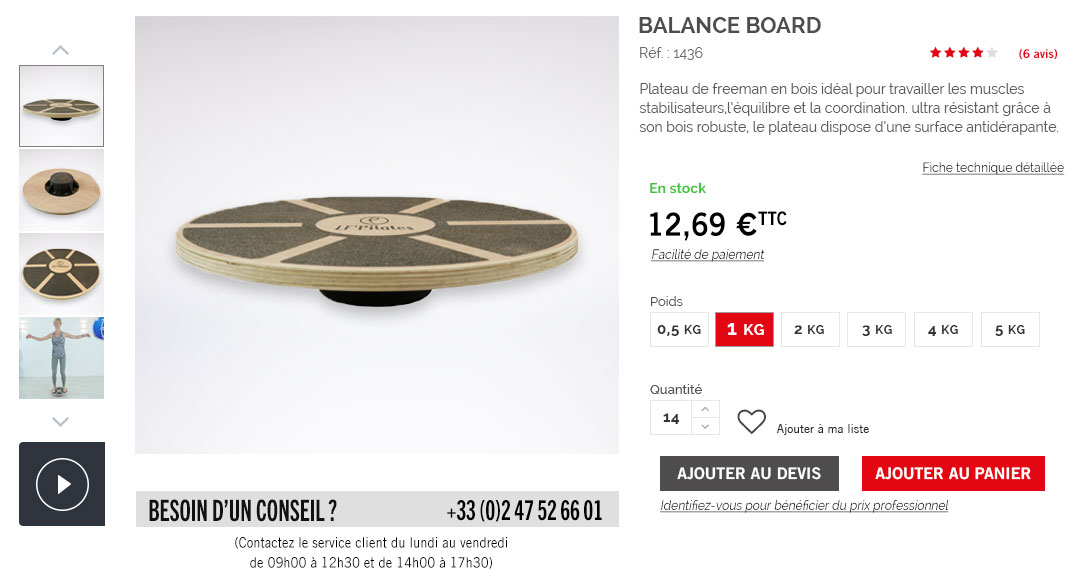 BALANCE BOARD
Réf. : 1436
(6 avis)
Plateau de freeman en bois idéal pour travailler les muscles
stabilisateurs,l'équilibre et la coordination. ultra résistant grâce à
son bois robuste, le plateau dispose d'une surface antidérapante.
Fiche technique détaillée
En stock
12,69 €TTC
Facilité de paiement
Poids
0,5 KG 1 KG 2 KG 3 KG 4 KG 5 KG
Quantité
14
Ajouter à ma liste
AJOUTER AU DEVIS AJOUTER AU PANIER
Identifiez-vous pour bénéficier du prix professionnel
LF'Pilates
BESOIN D'UN CONSEIL ? +33 (0)2 47 52 66 01
(Contactez le service client du lundi au vendredi
de 09h00 à 12h30 et de 14h00 à 17h30)